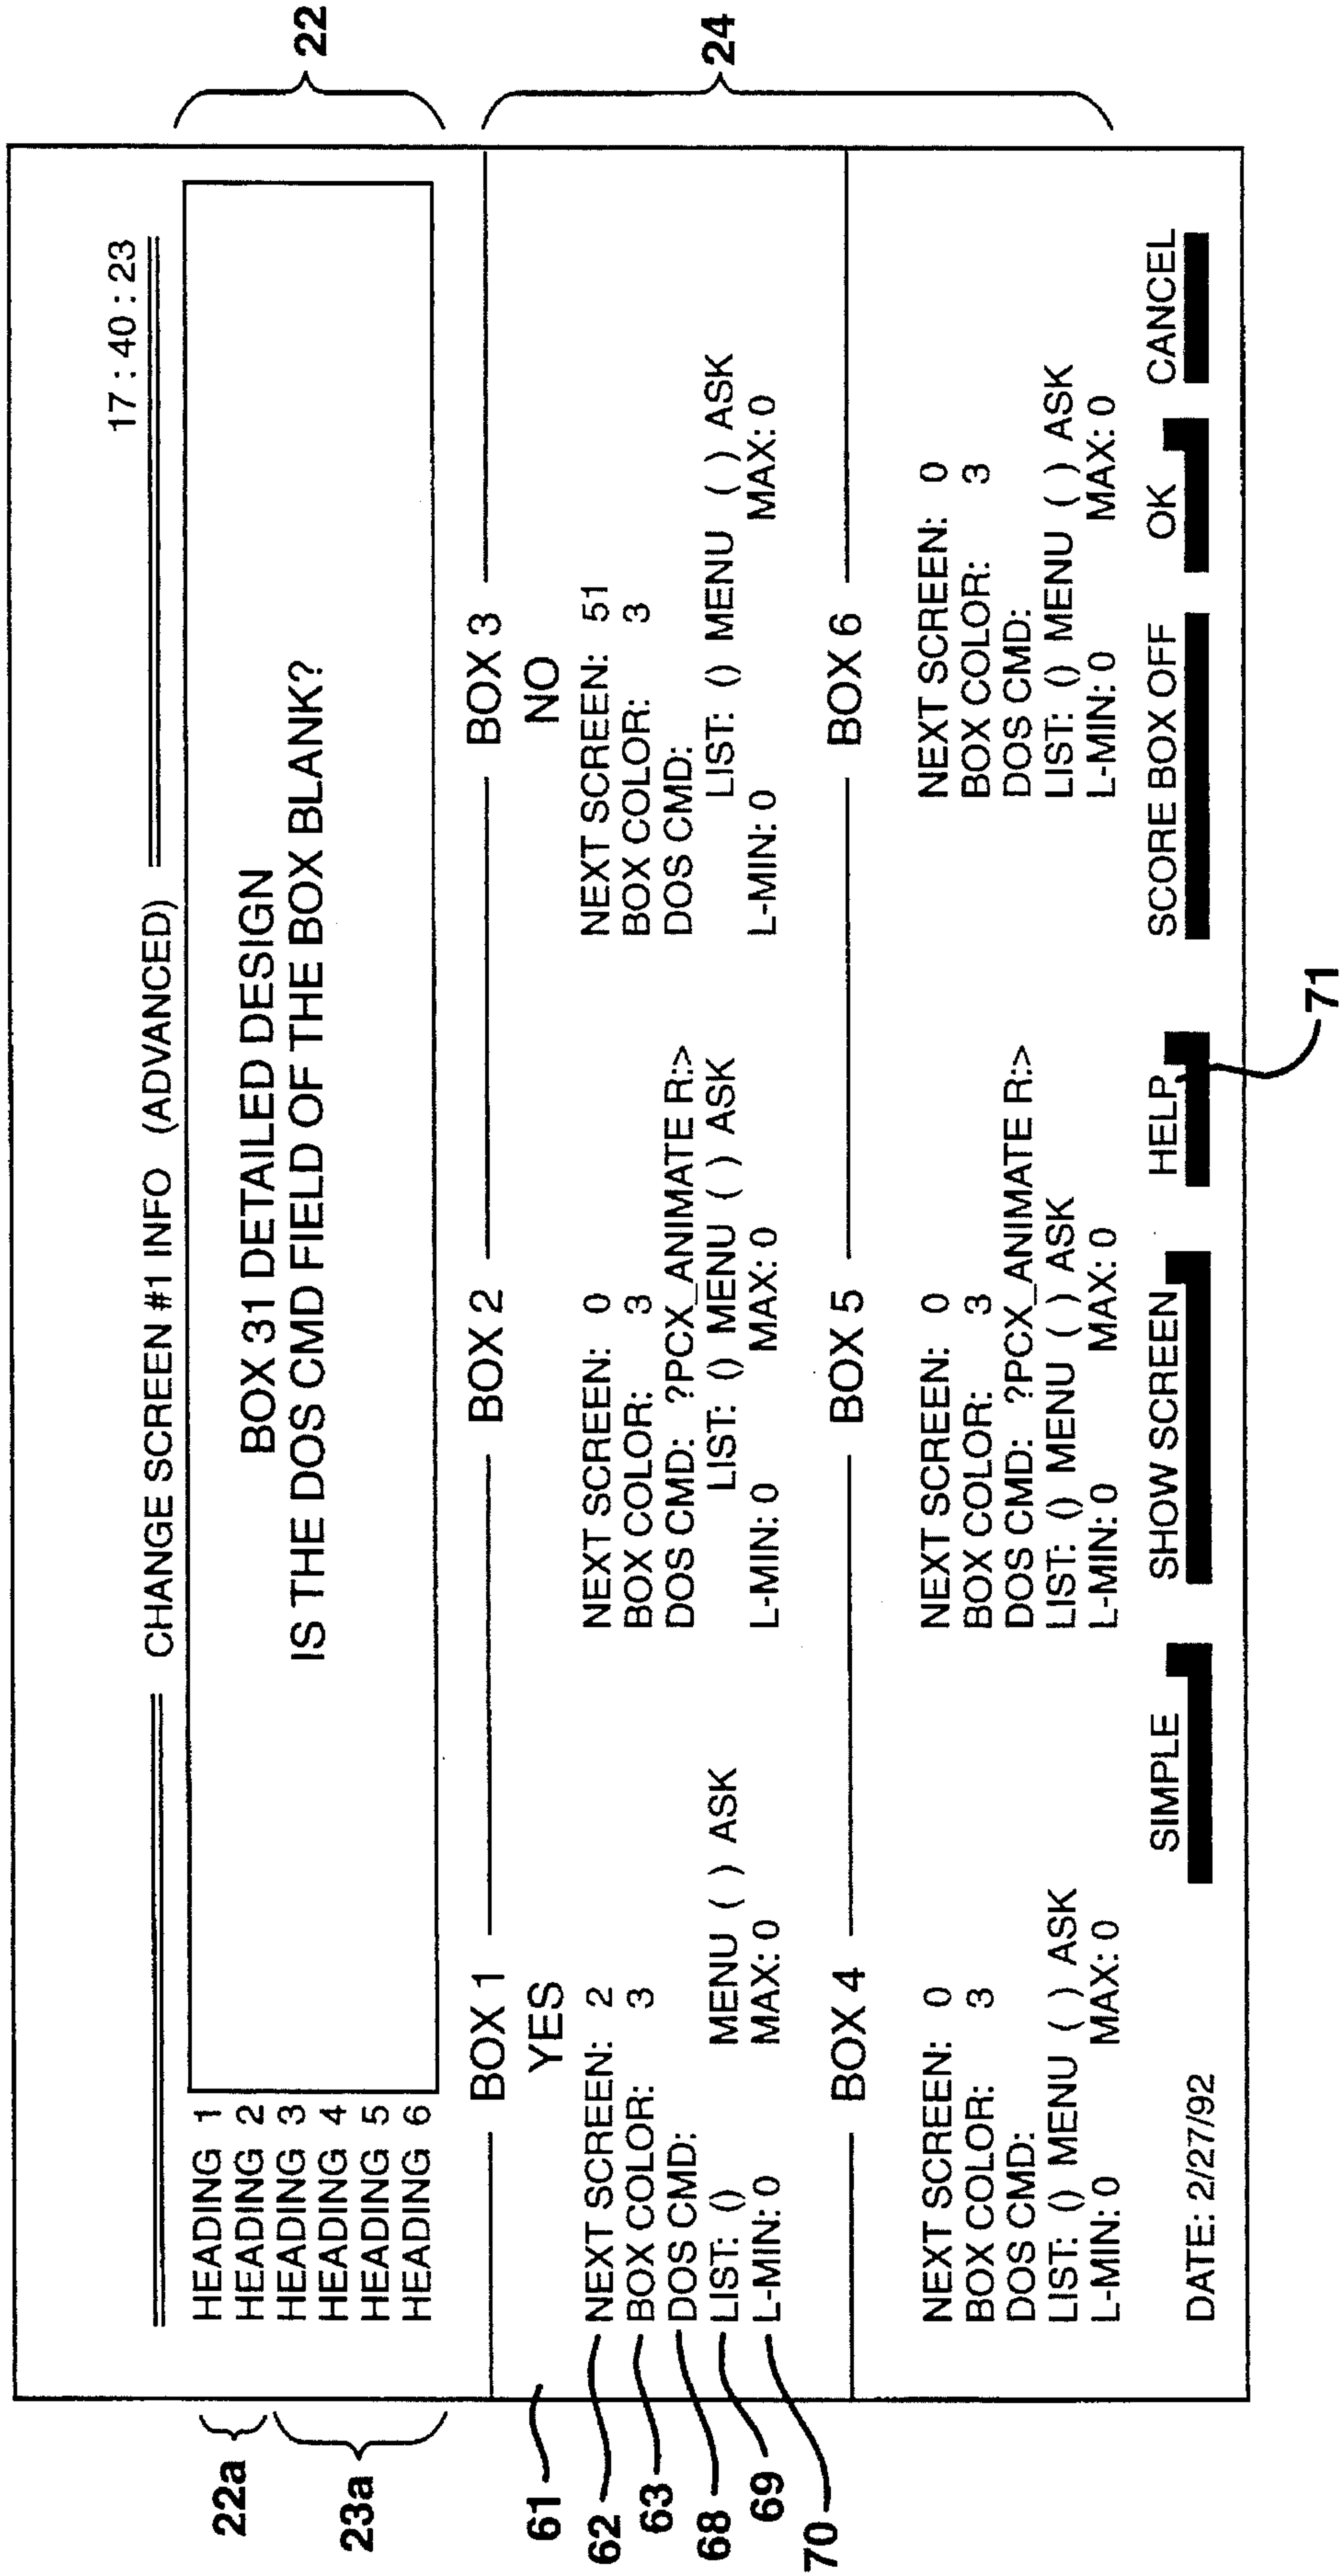 CHANGE SCREEN #1 INFO (ADVANCED)
17 : 40 : 23
HEADING 1
HEADING 2
HEADING 3
HEADING 4
HEADING 5
HEADING 6
BOX 31 DETAILED DESIGN
IS THE DOS CMD FIELD OF THE BOX BLANK?
22
24
22a
23a
61
62
63
68
69
70
BOX 1
YES
NEXT SCREEN: 2
BOX COLOR: 3
DOS CMD:
LIST: () MENU ( ) ASK
L-MIN: 0 MAX: 0
BOX 2
NEXT SCREEN: 0
BOX COLOR: 3
DOS CMD: ?PCX_ANIMATE R:>
LIST: () MENU ( ) ASK
L-MIN: 0 MAX: 0
BOX 3
NO
NEXT SCREEN: 51
BOX COLOR: 3
DOS CMD:
LIST: () MENU ( ) ASK
L-MIN: 0 MAX: 0
BOX 4
NEXT SCREEN: 0
BOX COLOR: 3
DOS CMD:
LIST: () MENU ( ) ASK
L-MIN: 0 MAX: 0
BOX 5
NEXT SCREEN: 0
BOX COLOR: 3
DOS CMD: ?PCX_ANIMATE R:>
LIST: () MENU ( ) ASK
L-MIN: 0 MAX: 0
BOX 6
NEXT SCREEN: 0
BOX COLOR: 3
DOS CMD:
LIST: () MENU ( ) ASK
L-MIN: 0 MAX: 0
DATE: 2/27/92
SIMPLE
SHOW SCREEN
HELP
SCORE BOX OFF
OK
CANCEL
71